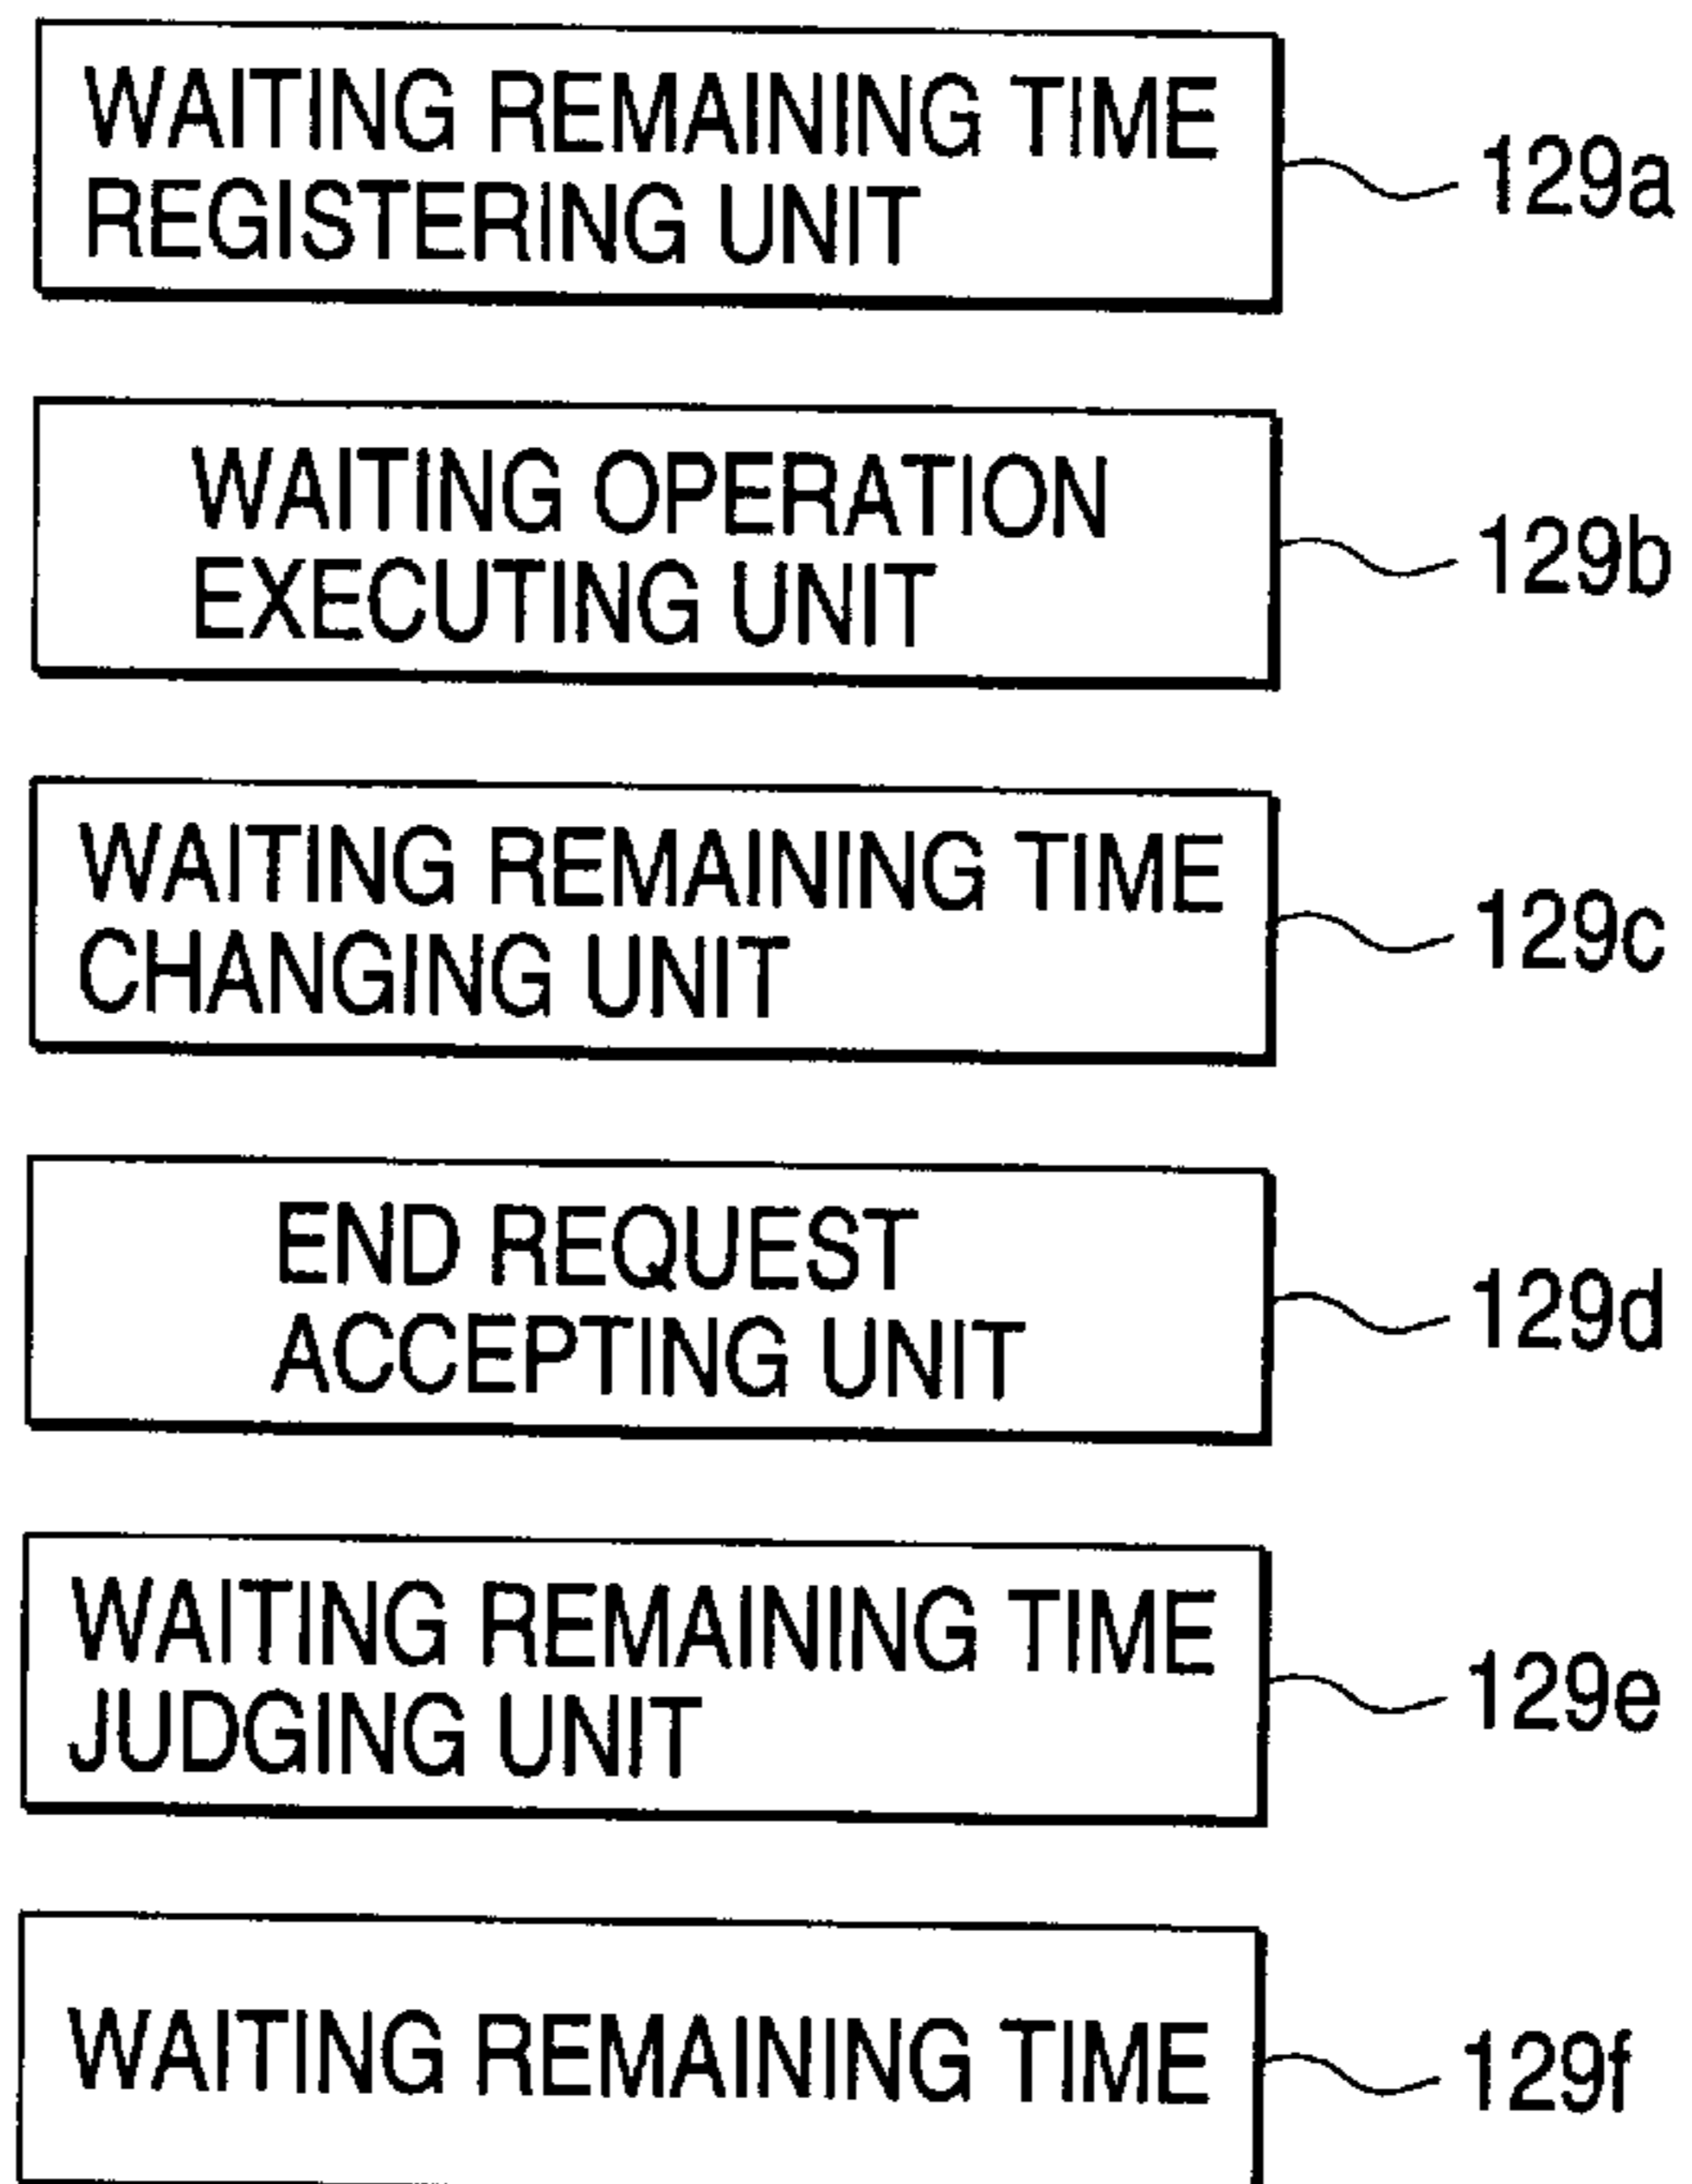 WAITING REMAINING TIME
REGISTERING UNIT
129a
WAITING OPERATION
EXECUTING UNIT
129b
WAITING REMAINING TIME
CHANGING UNIT
129c
END REQUEST
ACCEPTING UNIT
129d
WAITING REMAINING TIME
JUDGING UNIT
129e
WAITING REMAINING TIME
129f